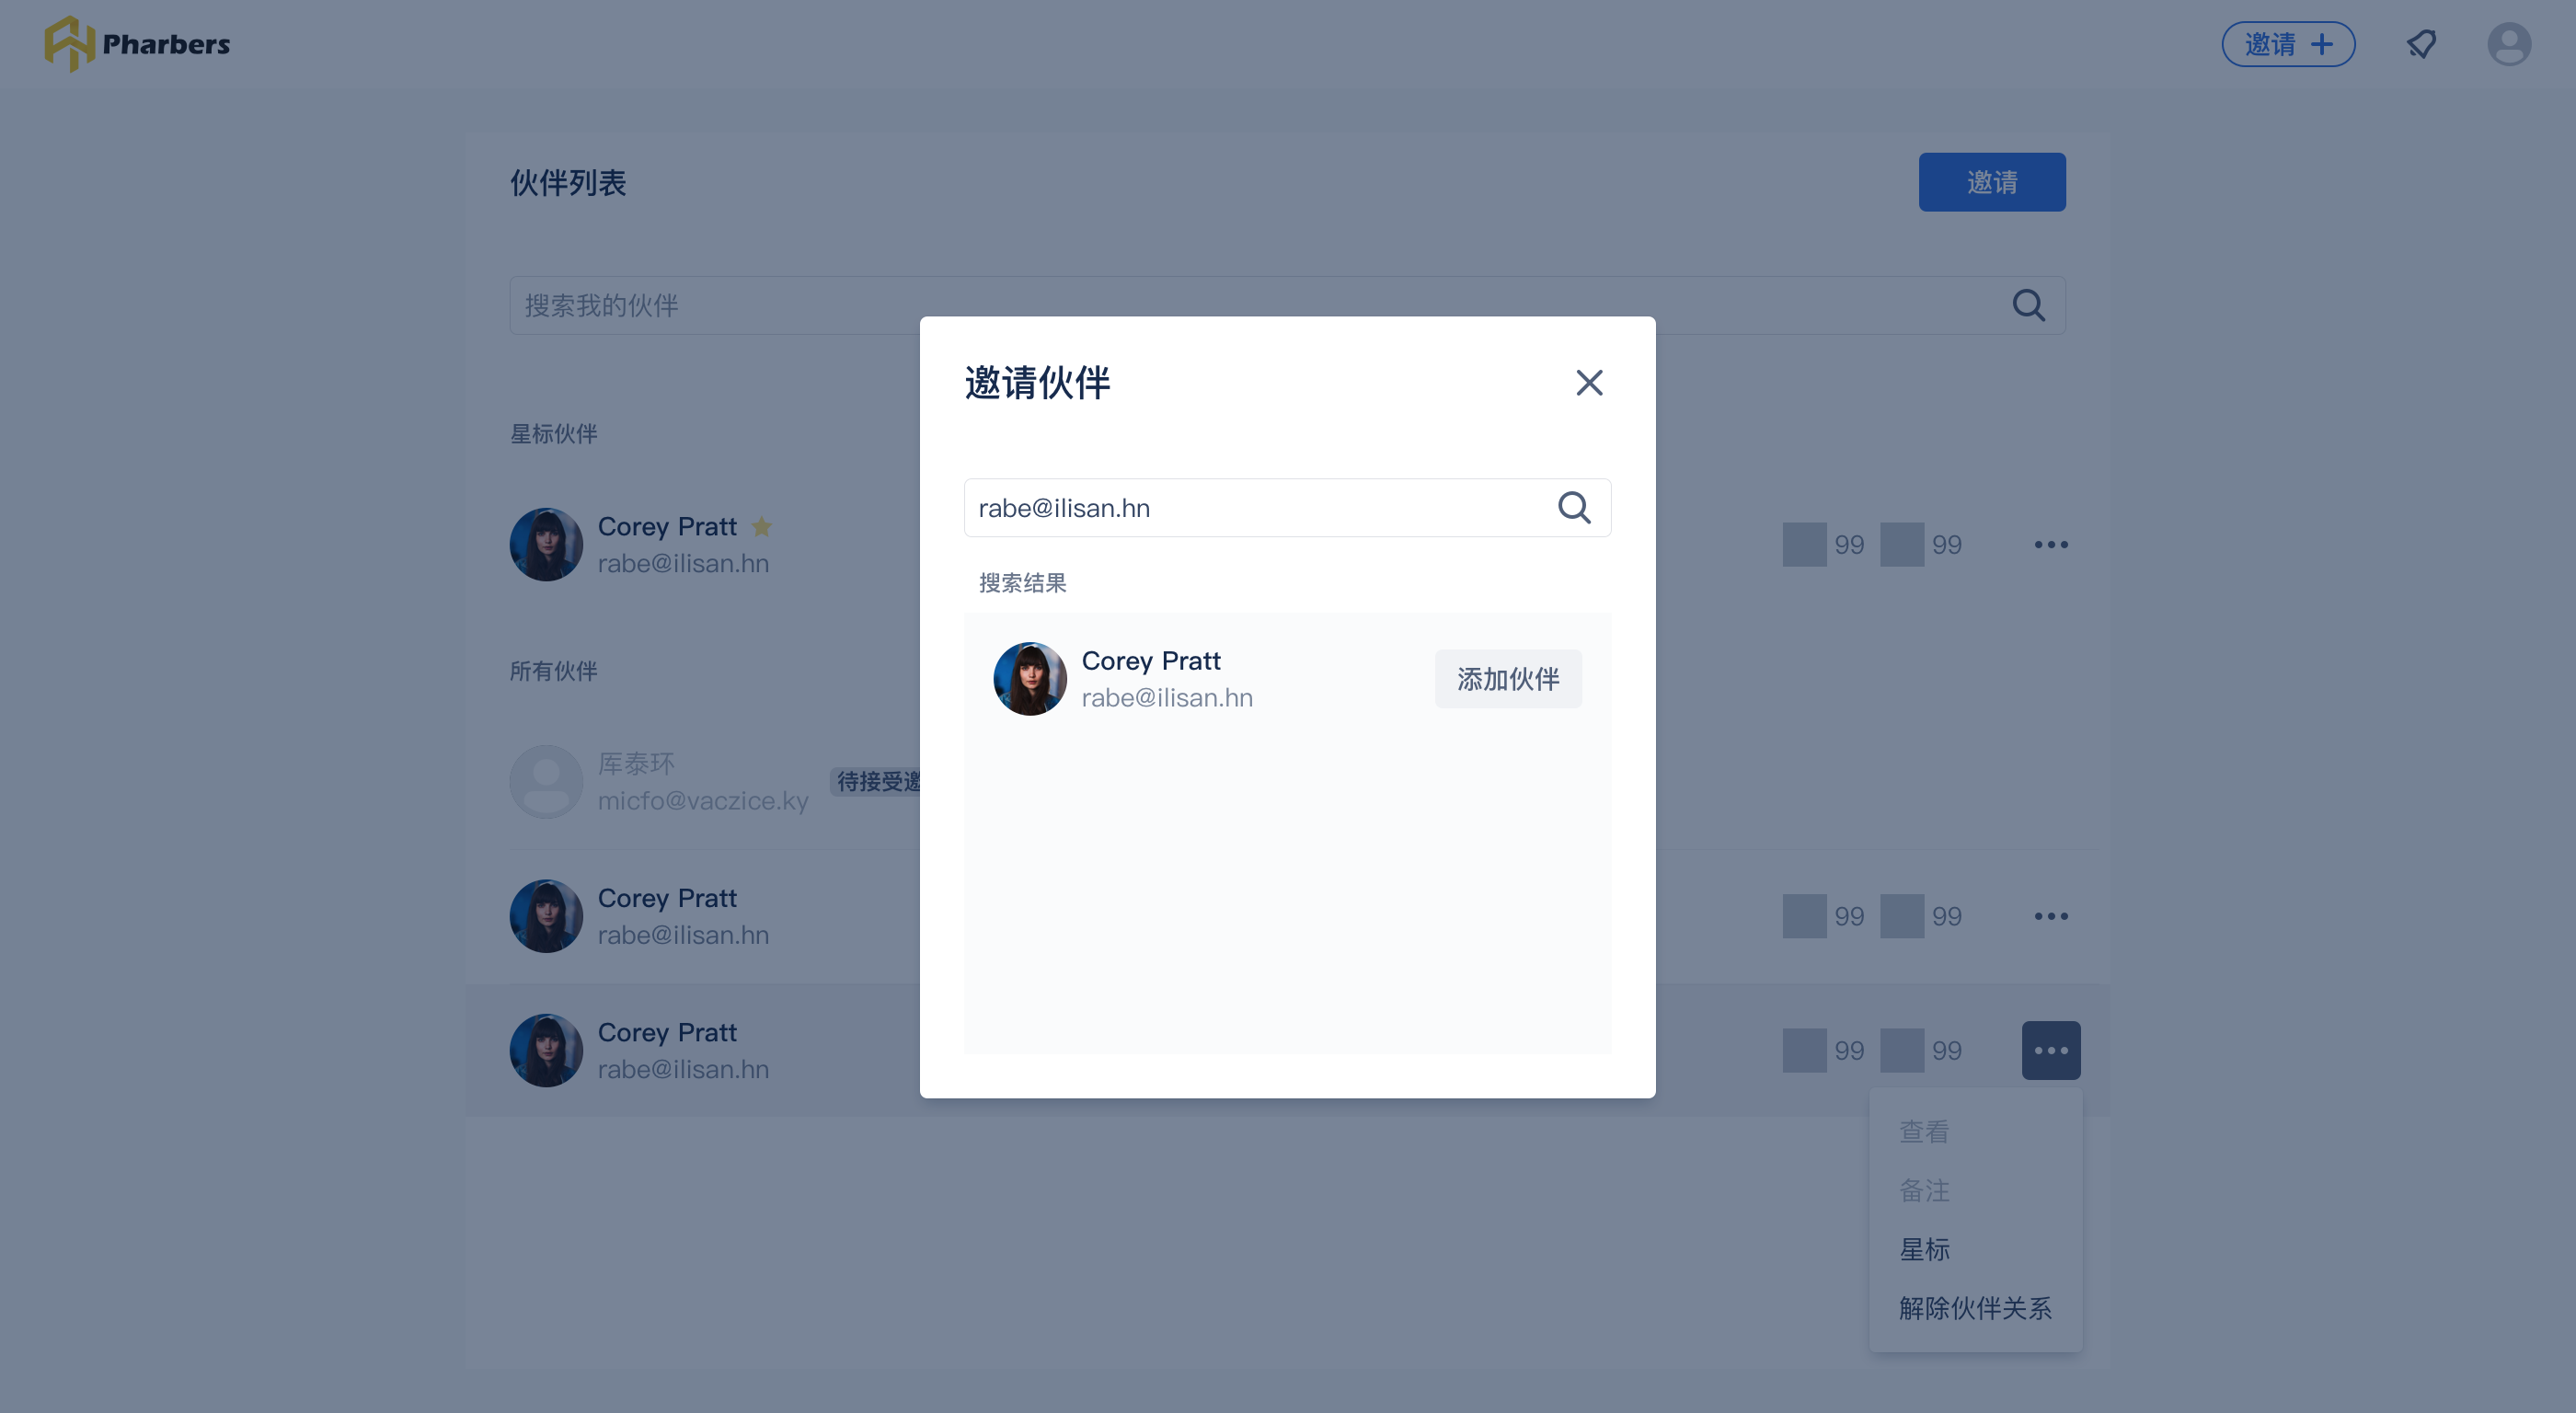 Pharbers
邀请
伙伴列表
邀请
搜索我的伙伴
邀请伙伴
星标伙伴
rabe@ilisan.hn
Corey Pratt
rabe@ilisan.hn
99 99
搜索结果
Corey Pratt
rabe@ilisan.hn
添加伙伴
所有伙伴
厍泰环
micfo@vaczice.ky
待接受邀
Corey Pratt
rabe@ilisan.hn
99 99
Corey Pratt
rabe@ilisan.hn
99 99
查看
备注
星标
解除伙伴关系